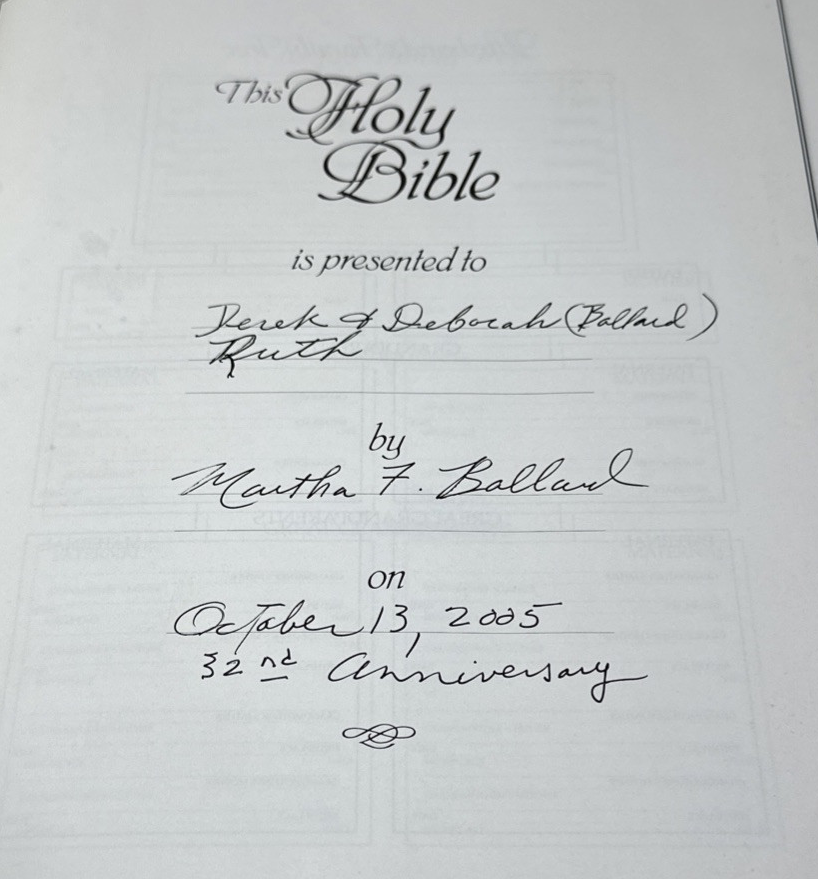 This Holy
Bible
is presented to
Derek & Deborah (Ballard)
Ruth
by
Martha F. Ballard
on
October 13, 2005
32nd Anniversary